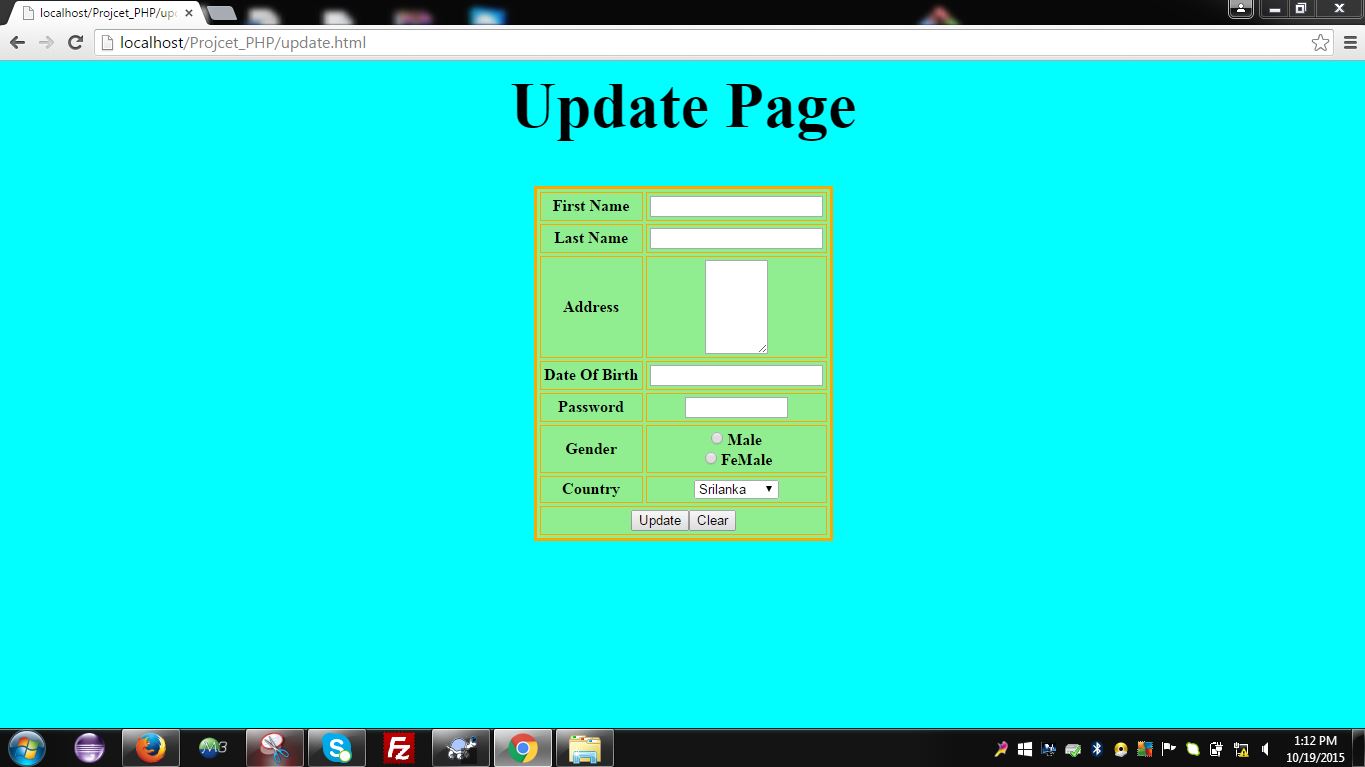 localhost/Projcet_PHP/upd
localhost/Projcet_PHP/update.html
Update Page
First Name
Last Name
Address
Date Of Birth
Password
Gender
Male
FeMale
Country
Srilanka
Update Clear
1:12 PM
10/19/2015